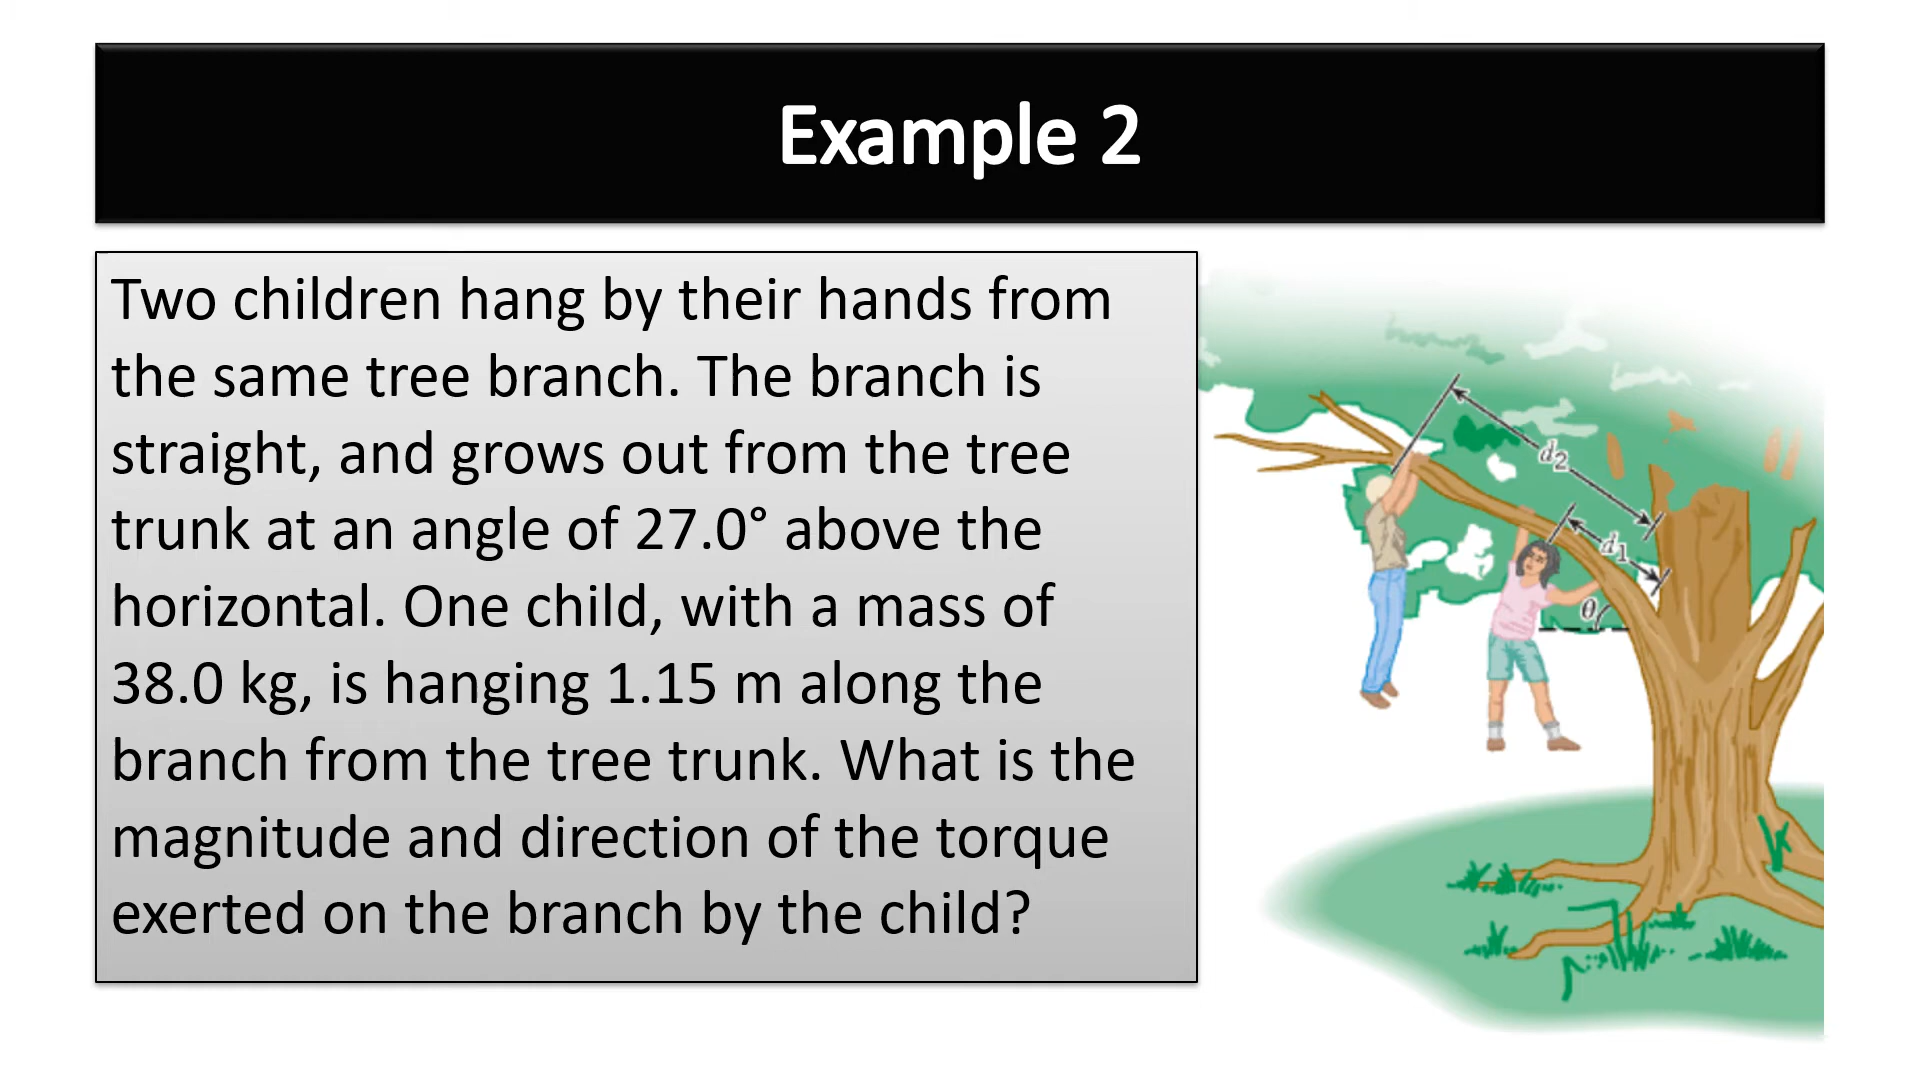 Example 2
Two children hang by their hands from
the same tree branch. The branch is
straight, and grows out from the tree
trunk at an angle of 27.0° above the
horizontal. One child, with a mass of
38.0 kg, is hanging 1.15 m along the
branch from the tree trunk. What is the
magnitude and direction of the torque
exerted on the branch by the child?
d2
d1
θ